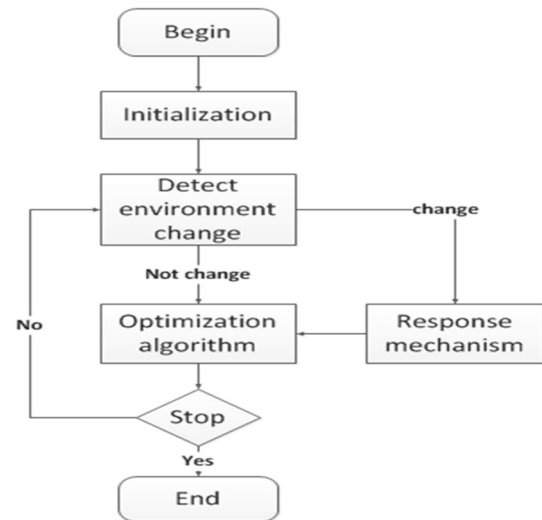 Begin
Initialization
Detect
environment
change
change
Not change
Optimization
algorithm
Response
mechanism
No
Stop
Yes
End